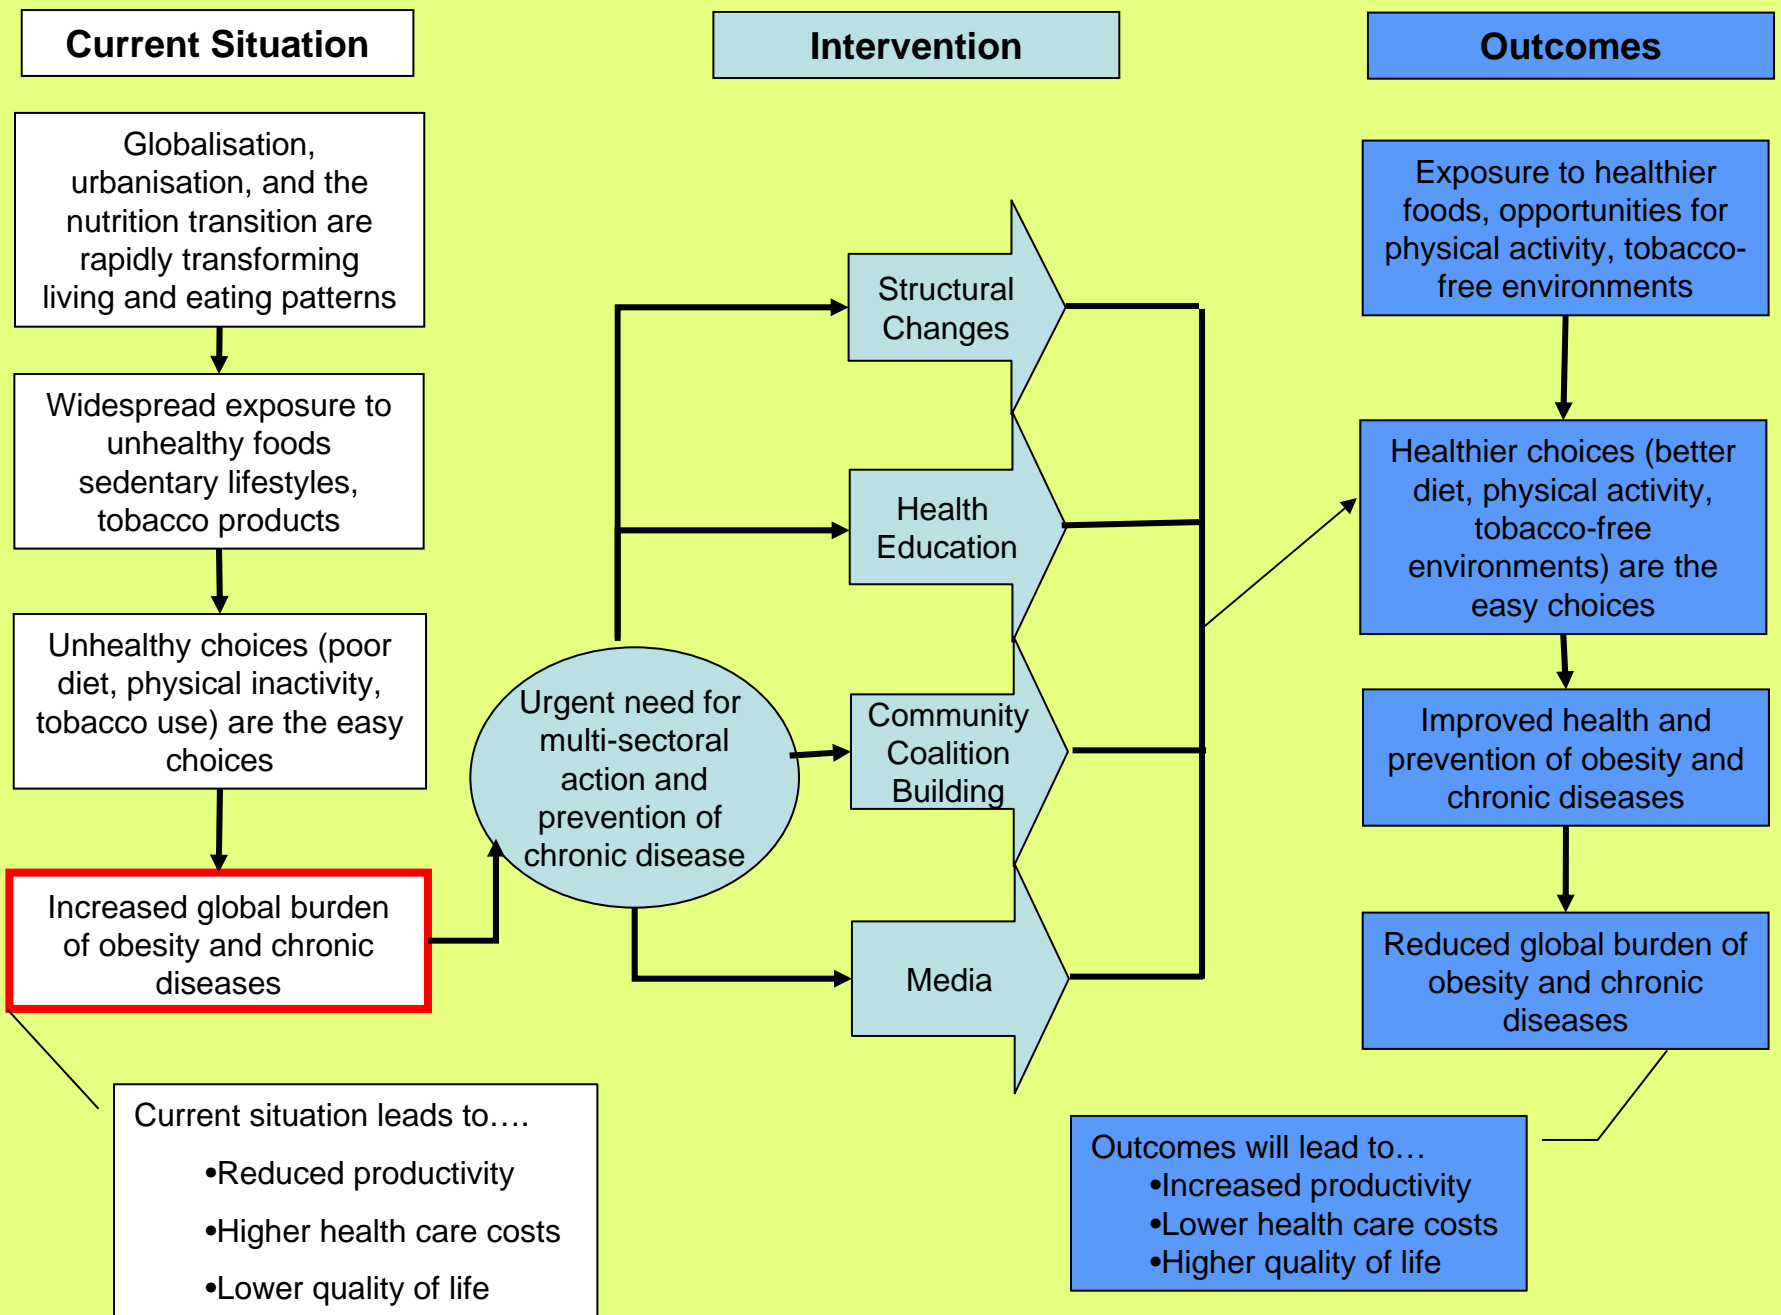 Current Situation
Intervention
Outcomes
Globalisation,
urbanisation, and the
nutrition transition are
rapidly transforming
living and eating patterns
Widespread exposure to
unhealthy foods
sedentary lifestyles,
tobacco products
Unhealthy choices (poor
diet, physical inactivity,
tobacco use) are the easy
choices
Increased global burden
of obesity and chronic
diseases
Current situation leads to….
•Reduced productivity
•Higher health care costs
•Lower quality of life
Urgent need for
multi-sectoral
action and
prevention of
chronic disease
Structural
Changes
Health
Education
Community
Coalition
Building
Media
Exposure to healthier
foods, opportunities for
physical activity, tobacco-
free environments
Healthier choices (better
diet, physical activity,
tobacco-free
environments) are the
easy choices
Improved health and
prevention of obesity and
chronic diseases
Reduced global burden of
obesity and chronic
diseases
Outcomes will lead to…
•Increased productivity
•Lower health care costs
•Higher quality of life